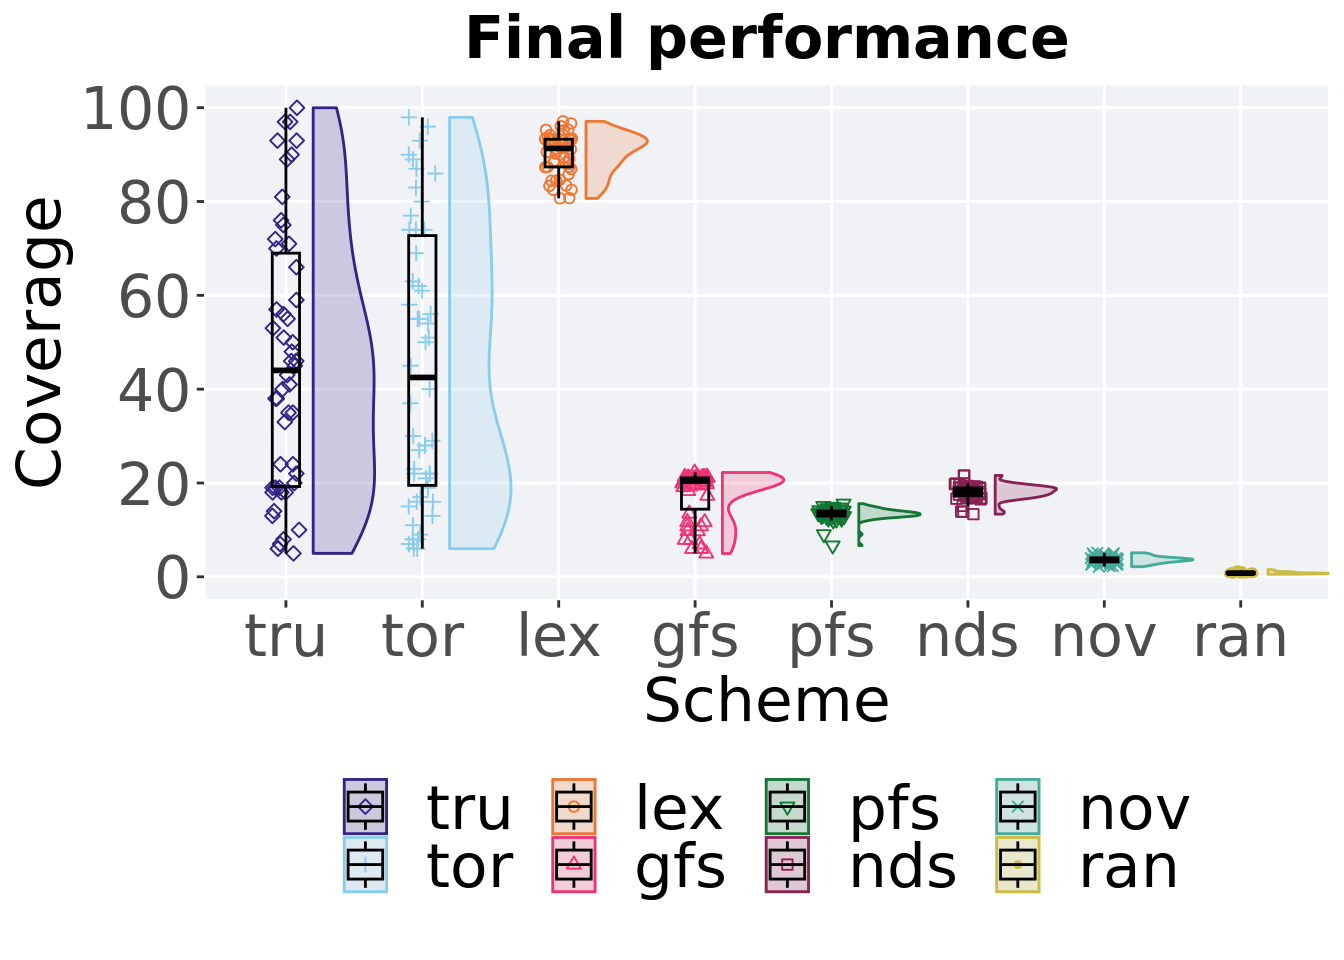 Final performance
100
80
60
40
20
0
Coverage
tru tor lex gfs pfs nds nov ran
Scheme
tru lex pfs nov
tor gfs nds ran